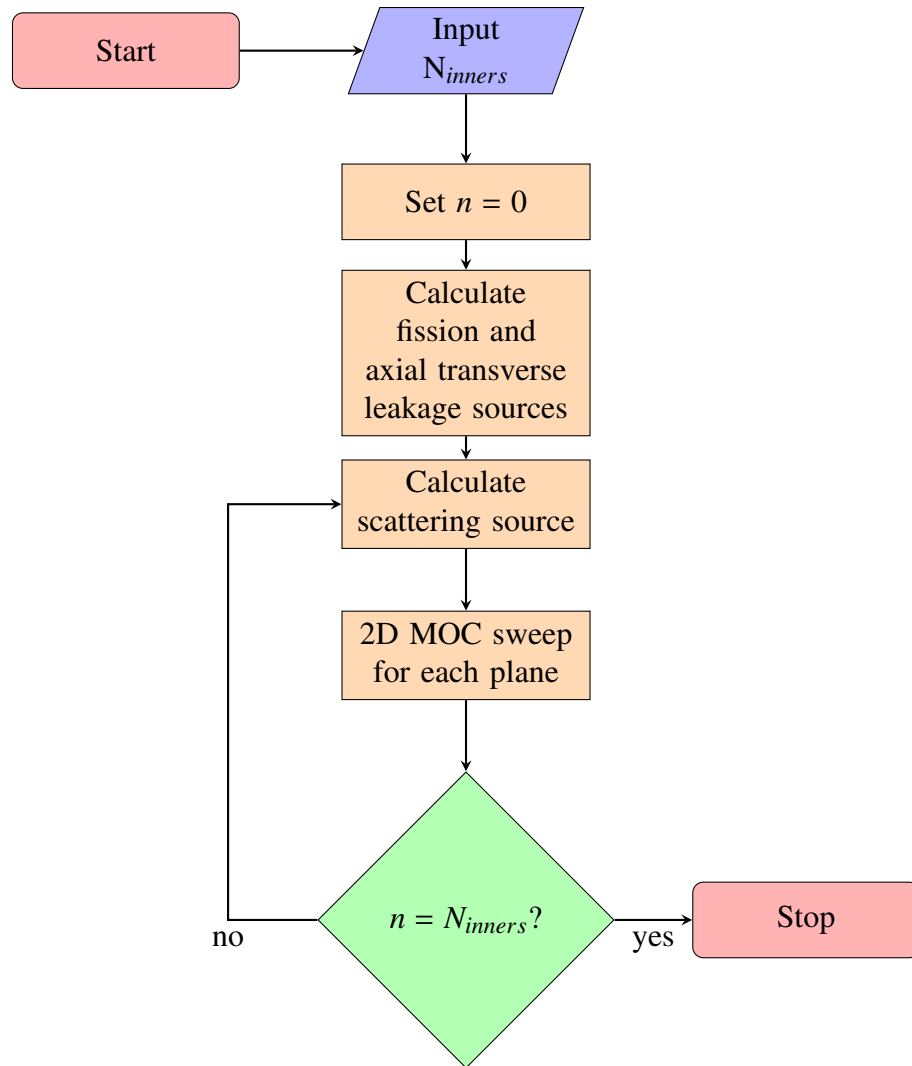 Start
Input
N_inners
Set n = 0
Calculate
fission and
axial transverse
leakage sources
Calculate
scattering source
2D MOC sweep
for each plane
n = N_inners?
no
yes
Stop